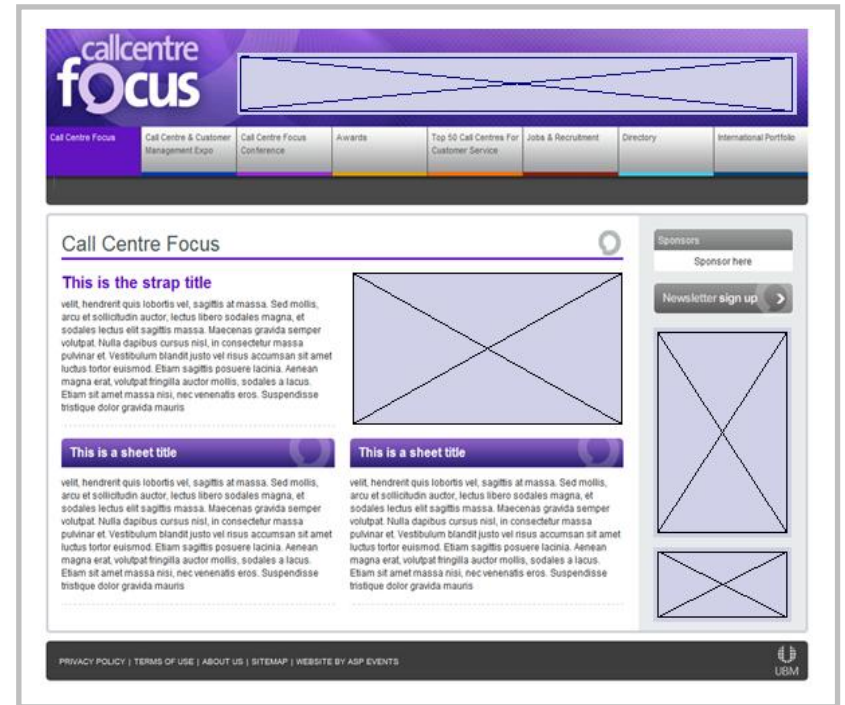 callcentre
focus
Call Centre Focus
Call Centre & Customer
Management Expo
Call Centre Focus
Conference
Awards
Top 50 Call Centres For
Customer Service
Jobs & Recruitment
Directory
International Portfolio
Call Centre Focus
This is the strap title
velit, hendrerit quis lobortis vel, sagittis at massa. Sed mollis,
arcu et sollicitudin auctor, lectus libero sodales magna, et
sodales lectus elit sagittis massa. Maecenas gravida semper
volutpat. Nulla dapibus cursus nisl, in consectetur massa
pulvinar et. Vestibulum blandit justo vel risus accumsan sit amet
luctus tortor euismod. Etiam sagittis posuere lacinia. Aenean
magna erat, volutpat fringilla auctor mollis, sodales a lacus.
Etiam sit amet massa nisi, nec venenatis eros. Suspendisse
tristique dolor gravida mauris
This is a sheet title
velit, hendrerit quis lobortis vel, sagittis at massa. Sed mollis,
arcu et sollicitudin auctor, lectus libero sodales magna, et
sodales lectus elit sagittis massa. Maecenas gravida semper
volutpat. Nulla dapibus cursus nisl, in consectetur massa
pulvinar et. Vestibulum blandit justo vel risus accumsan sit amet
luctus tortor euismod. Etiam sagittis posuere lacinia. Aenean
magna erat, volutpat fringilla auctor mollis, sodales a lacus.
Etiam sit amet massa nisi, nec venenatis eros. Suspendisse
tristique dolor gravida mauris
This is a sheet title
velit, hendrerit quis lobortis vel, sagittis at massa. Sed mollis,
arcu et sollicitudin auctor, lectus libero sodales magna, et
sodales lectus elit sagittis massa. Maecenas gravida semper
volutpat. Nulla dapibus cursus nisl, in consectetur massa
pulvinar et. Vestibulum blandit justo vel risus accumsan sit amet
luctus tortor euismod. Etiam sagittis posuere lacinia. Aenean
magna erat, volutpat fringilla auctor mollis, sodales a lacus.
Etiam sit amet massa nisi, nec venenatis eros. Suspendisse
tristique dolor gravida mauris
Sponsors
Sponsor here
Newsletter sign up
PRIVACY POLICY | TERMS OF USE | ABOUT US | SITEMAP | WEBSITE BY ASP EVENTS
UBM